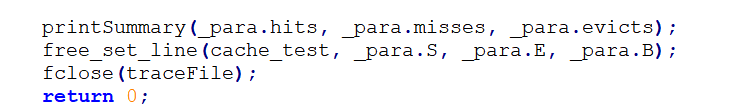 printSummary(_para.hits, _para.misses, _para.evicts);
free_set_line(cache_test, _para.S, _para.E, _para.B);
fclose(traceFile);
return 0;